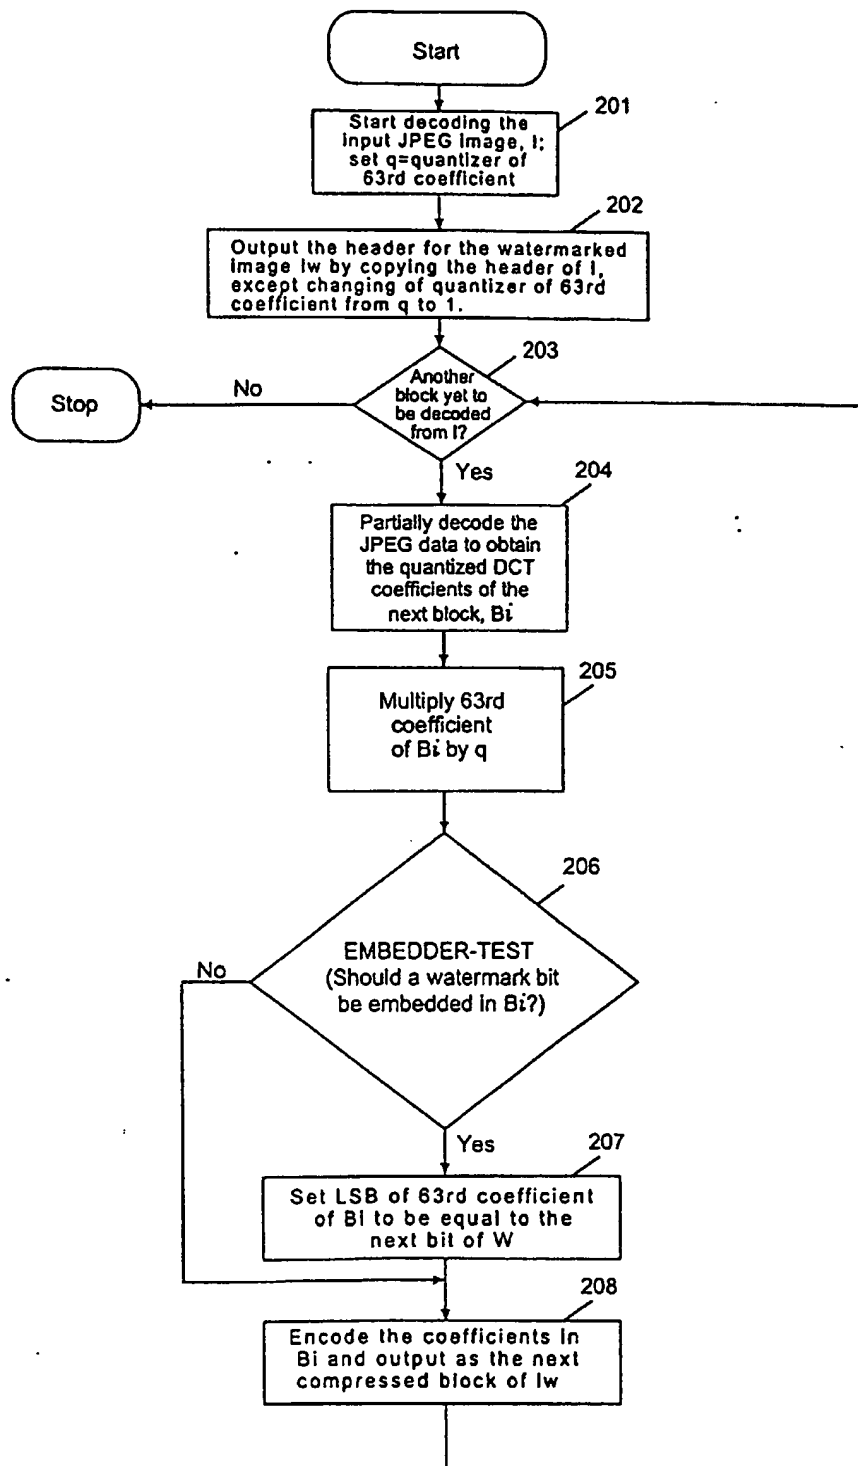 Start
201
Start decoding the
input JPEG image, I;
set q=quantizer of
63rd coefficient
202
Output the header for the watermarked
image Iw by copying the header of I,
except changing of quantizer of 63rd
coefficient from q to 1.
203
Another
block yet to
be decoded
from I?
No
Stop
Yes
204
Partially decode the
JPEG data to obtain
the quantized DCT
coefficients of the
next block, Bi
205
Multiply 63rd
coefficient
of Bi by q
206
EMBEDDER-TEST
(Should a watermark bit
be embedded in Bi?)
No
Yes
207
Set LSB of 63rd coefficient
of Bi to be equal to the
next bit of W
208
Encode the coefficients in
Bi and output as the next
compressed block of Iw